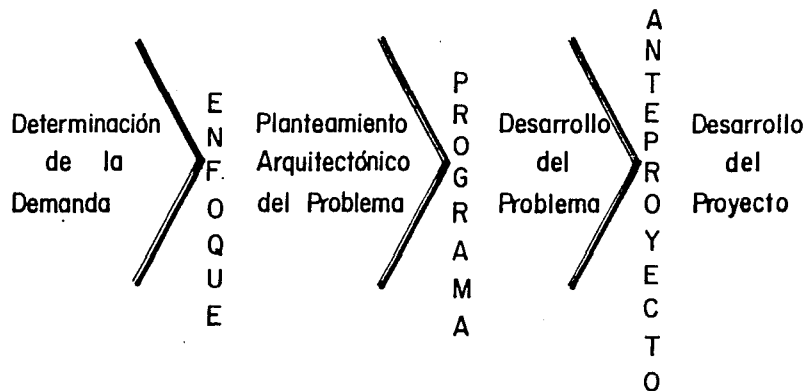 Determinación
de la
Demanda
ENFOQUE
Planteamiento
Arquitectónico
del Problema
PROGRAMA
Desarrollo
del
Problema
ANTEPROYECTO
Desarrollo
del
Proyecto